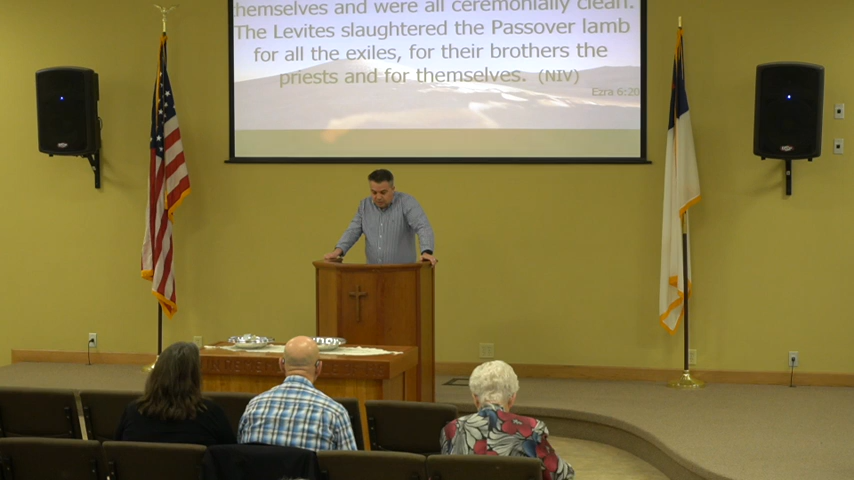 themselves and were all ceremonially clean.
The Levites slaughtered the Passover lamb
for all the exiles, for their brothers the
priests and for themselves. (NIV)
Ezra 6:20